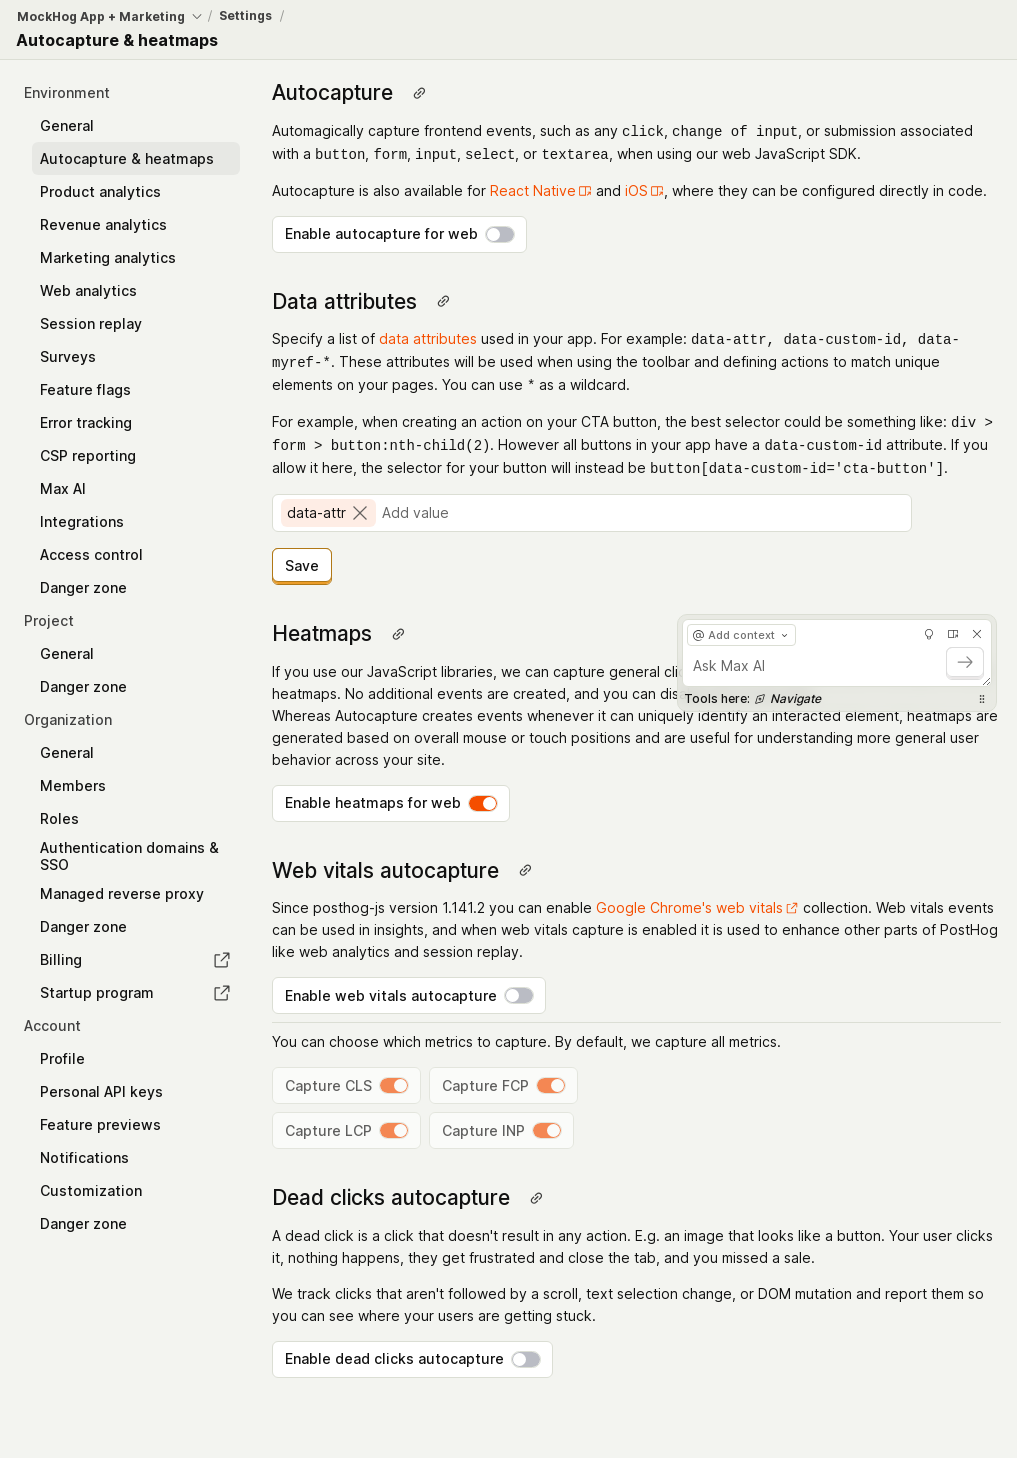 MockHog App + Marketing / Settings /
Autocapture & heatmaps
Environment
General
Autocapture & heatmaps
Product analytics
Revenue analytics
Marketing analytics
Web analytics
Session replay
Surveys
Feature flags
Error tracking
CSP reporting
Max AI
Integrations
Access control
Danger zone
Project
General
Danger zone
Organization
General
Members
Roles
Authentication domains &
SSO
Managed reverse proxy
Danger zone
Billing
Startup program
Account
Profile
Personal API keys
Feature previews
Notifications
Customization
Danger zone
Autocapture
Automagically capture frontend events, such as any click, change of input, or submission associated
with a button, form, input, select, or textarea, when using our web JavaScript SDK.
Autocapture is also available for React Native and iOS, where they can be configured directly in code.
Enable autocapture for web
Data attributes
Specify a list of data attributes used in your app. For example: data-attr, data-custom-id, data-
myref-*. These attributes will be used when using the toolbar and defining actions to match unique
elements on your pages. You can use * as a wildcard.
For example, when creating an action on your CTA button, the best selector could be something like: div >
form > button:nth-child(2). However all buttons in your app have a data-custom-id attribute. If you
allow it here, the selector for your button will instead be button[data-custom-id='cta-button'].
data-attr Add value
Save
Heatmaps
If you use our JavaScript libraries, we can capture general cli
heatmaps. No additional events are created, and you can dis
Whereas Autocapture creates events whenever it can uniquely identify an interacted element, heatmaps are
generated based on overall mouse or touch positions and are useful for understanding more general user
behavior across your site.
Enable heatmaps for web
@ Add context
Ask Max AI
Tools here: Navigate
Web vitals autocapture
Since posthog-js version 1.141.2 you can enable Google Chrome's web vitals collection. Web vitals events
can be used in insights, and when web vitals capture is enabled it is used to enhance other parts of PostHog
like web analytics and session replay.
Enable web vitals autocapture
You can choose which metrics to capture. By default, we capture all metrics.
Capture CLS Capture FCP
Capture LCP Capture INP
Dead clicks autocapture
A dead click is a click that doesn't result in any action. E.g. an image that looks like a button. Your user clicks
it, nothing happens, they get frustrated and close the tab, and you missed a sale.
We track clicks that aren't followed by a scroll, text selection change, or DOM mutation and report them so
you can see where your users are getting stuck.
Enable dead clicks autocapture